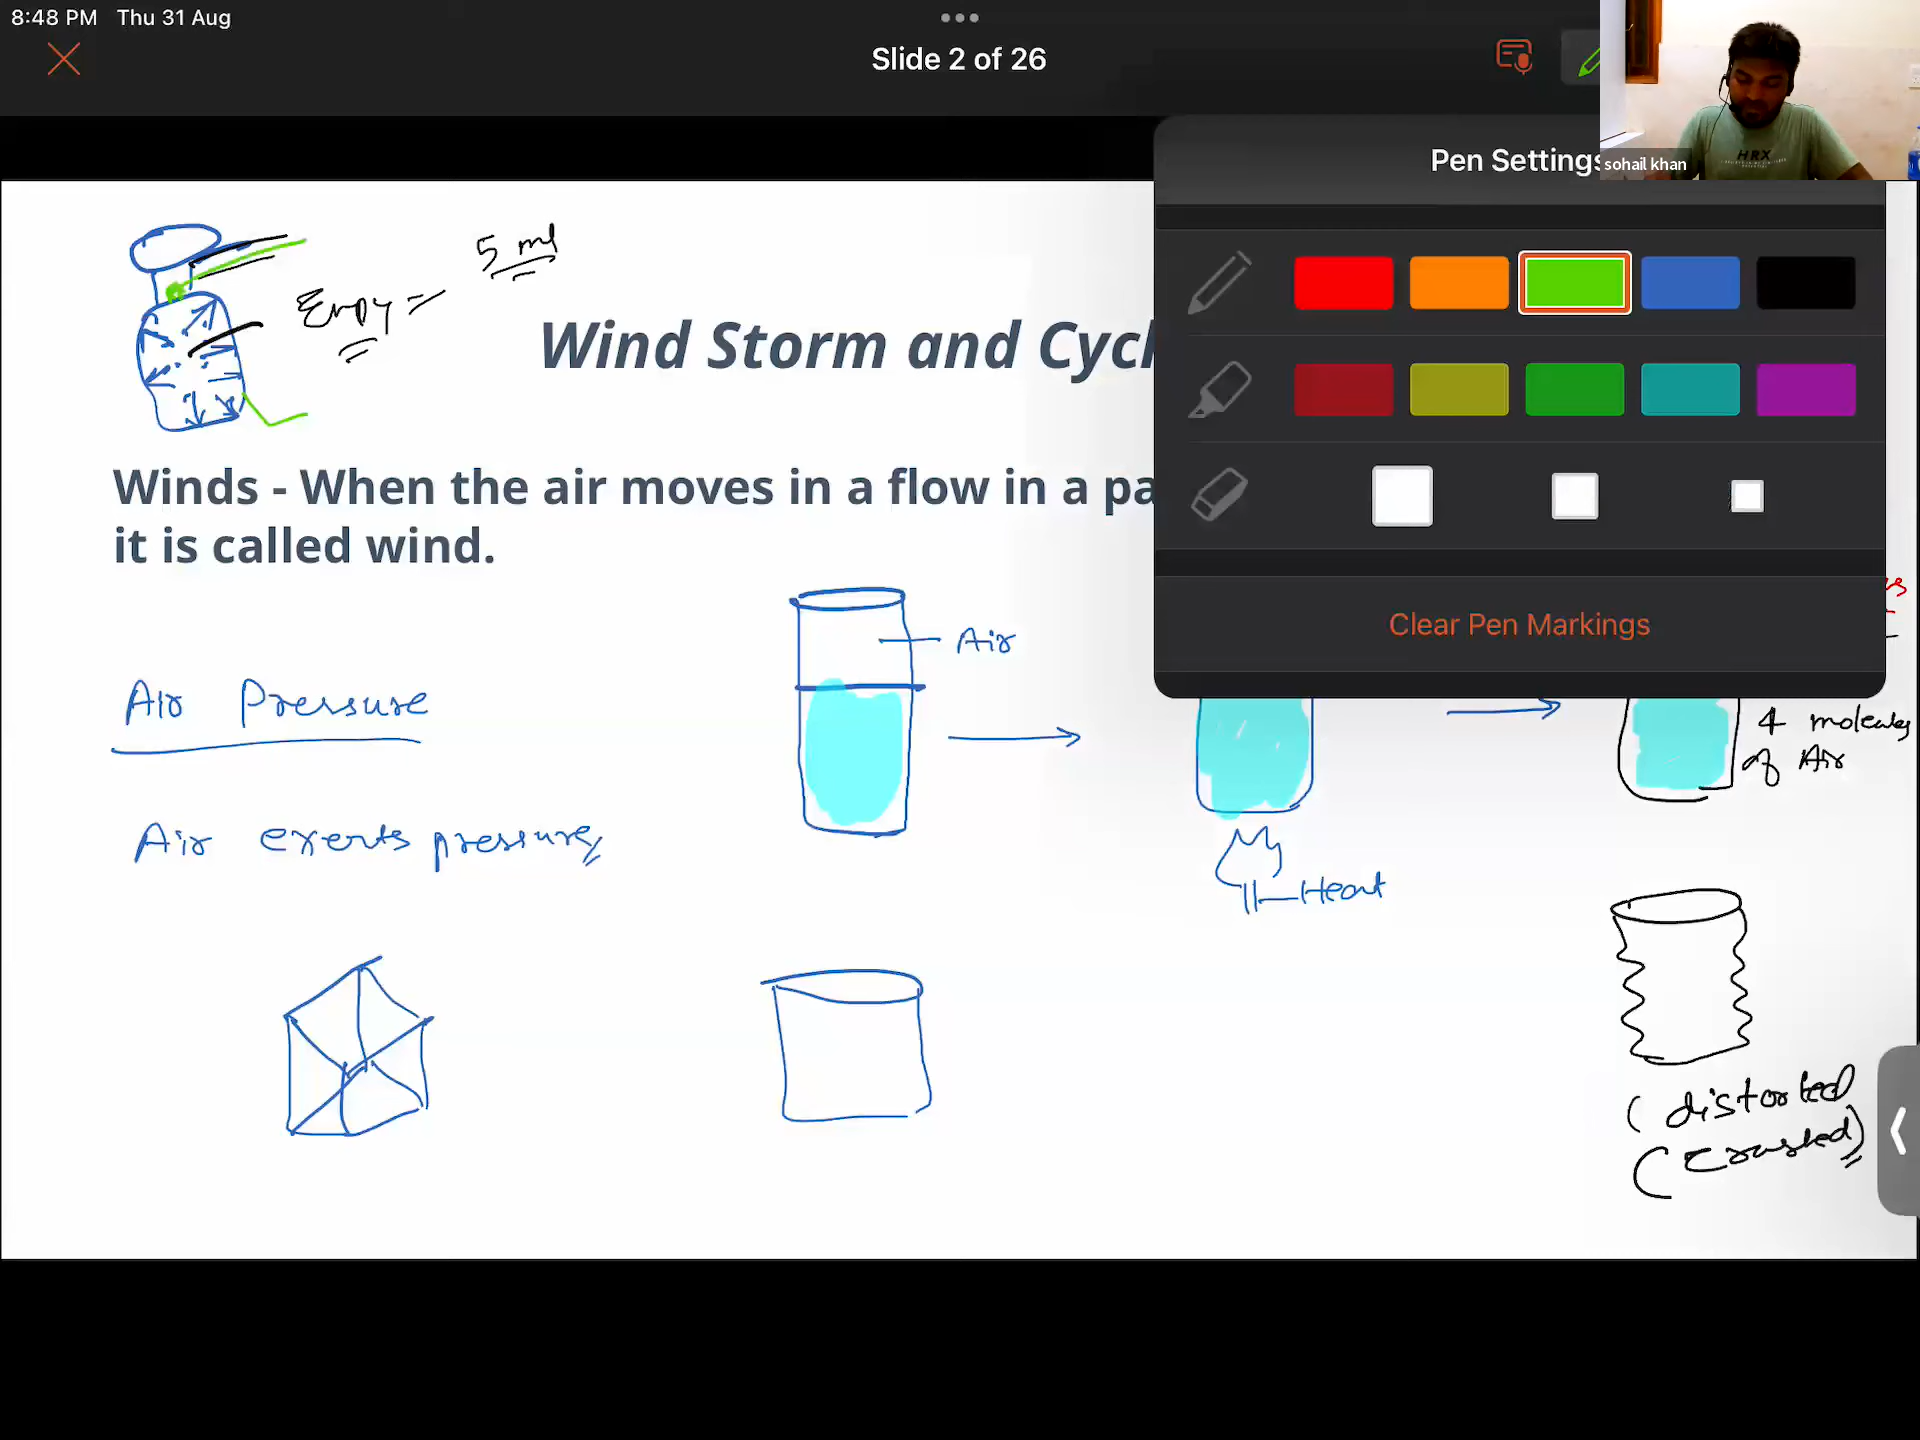 8:48 PM Thu 31 Aug
Slide 2 of 26
Pen Settings
sohail khan
HRX
5 ml
Wind Storm and Cycl
Winds - When the air moves in a flow in a pa
it is called wind.
Clear Pen Markings
Air
Air Pressure
4 molecules
of Air
Air exerts pressure
Heat
(distorted
(Crushed)